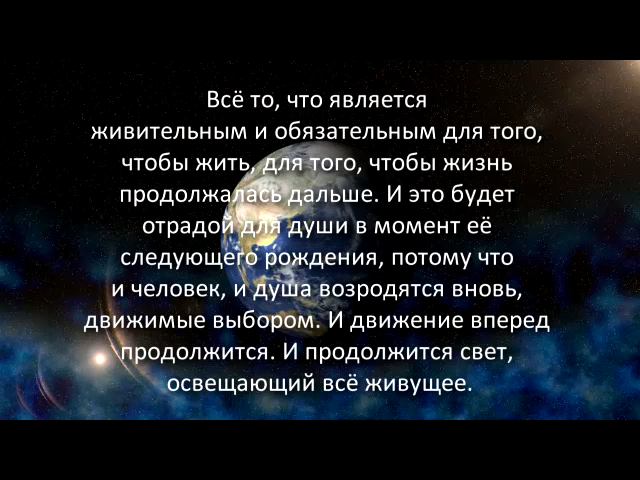 Всё то, что является
живительным и обязательным для того,
чтобы жить, для того, чтобы жизнь
продолжалась дальше. И это будет
отрадой для души в момент её
следующего рождения, потому что
и человек, и душа возродятся вновь,
движимые выбором. И движение вперед
продолжится. И продолжится свет,
освещающий всё живущее.